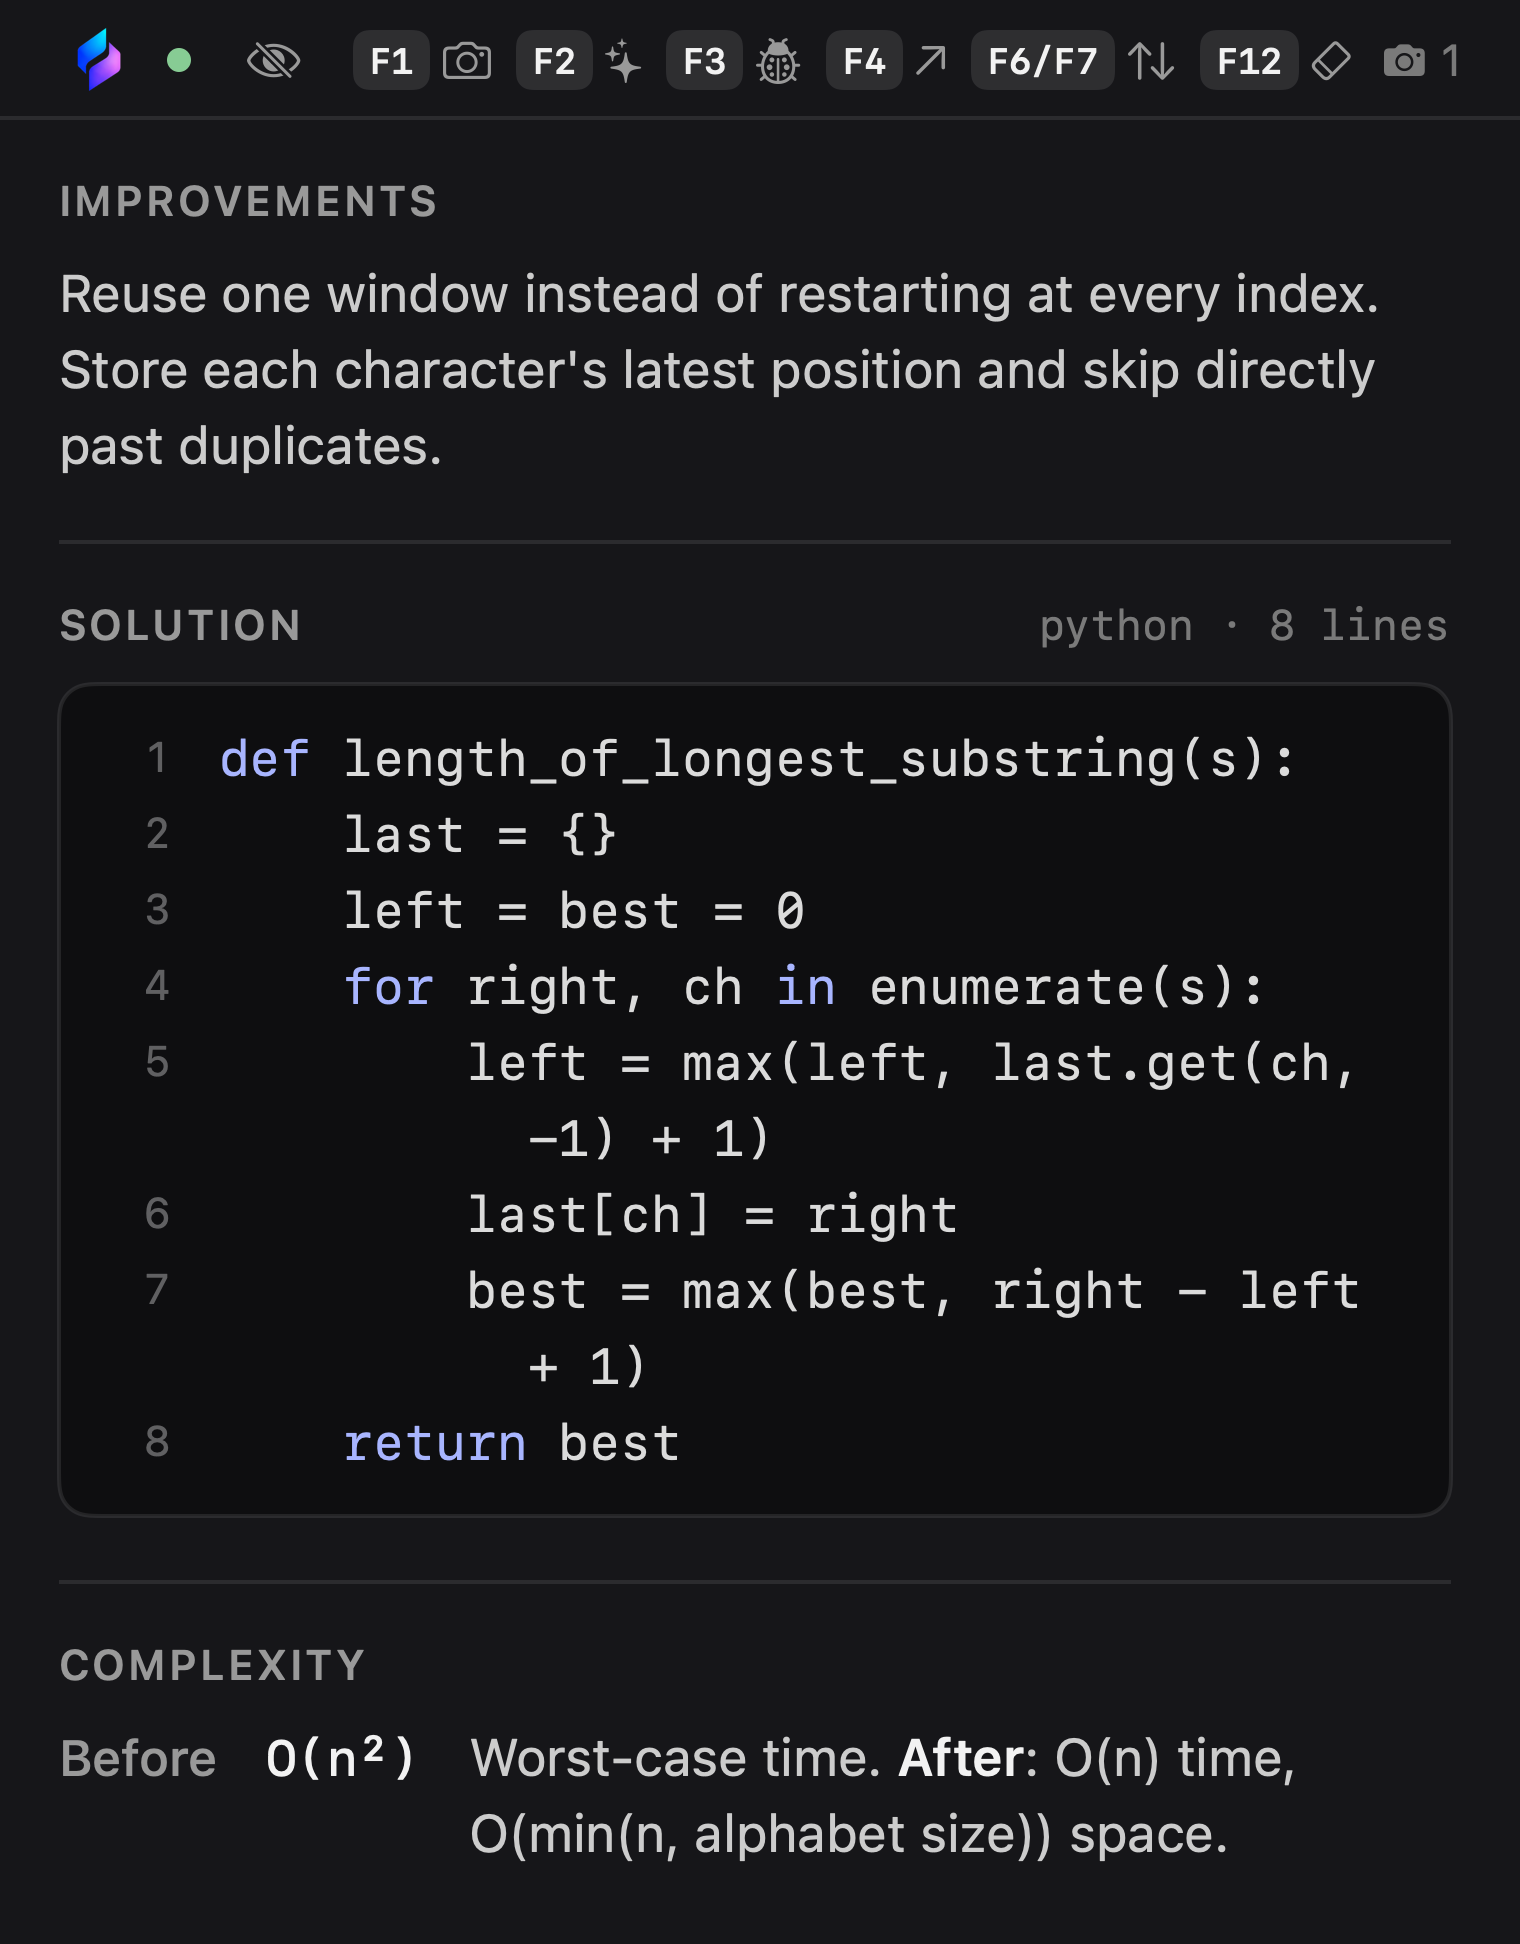 F1 F2 F3 F4 F6/F7 F12 1
IMPROVEMENTS
Reuse one window instead of restarting at every index.
Store each character's latest position and skip directly
past duplicates.
SOLUTION python · 8 lines
1 def length_of_longest_substring(s):
2     last = {}
3     left = best = 0
4     for right, ch in enumerate(s):
5         left = max(left, last.get(ch,
            -1) + 1)
6         last[ch] = right
7         best = max(best, right - left
            + 1)
8     return best
COMPLEXITY
Before O(n²) Worst-case time. After: O(n) time,
O(min(n, alphabet size)) space.